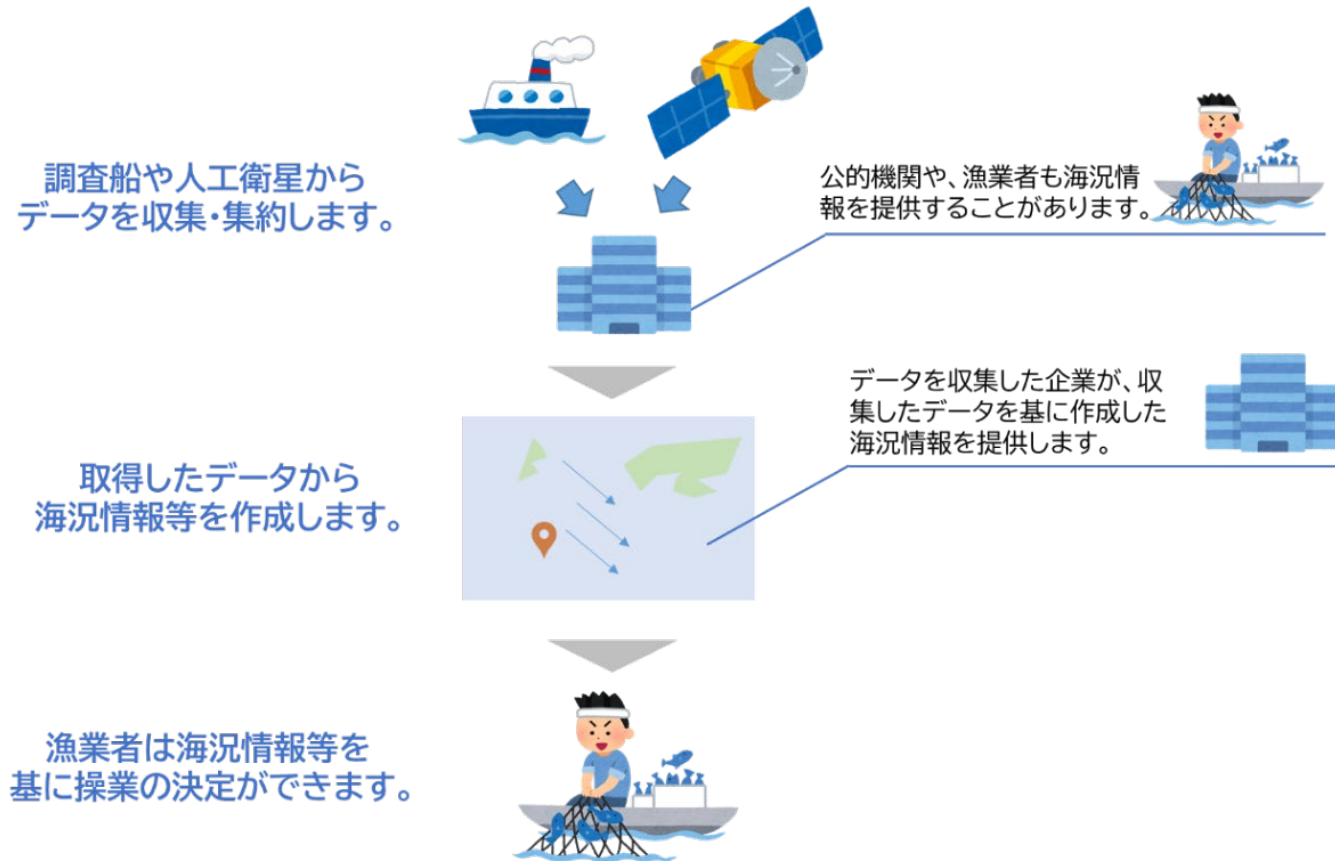 調査船や人工衛星から
データを収集・集約します。
公的機関や、漁業者も海況情
報を提供することがあります。
データを収集した企業が、収
集したデータを基に作成した
海況情報を提供します。
取得したデータから
海況情報等を作成します。
漁業者は海況情報等を
基に操業の決定ができます。